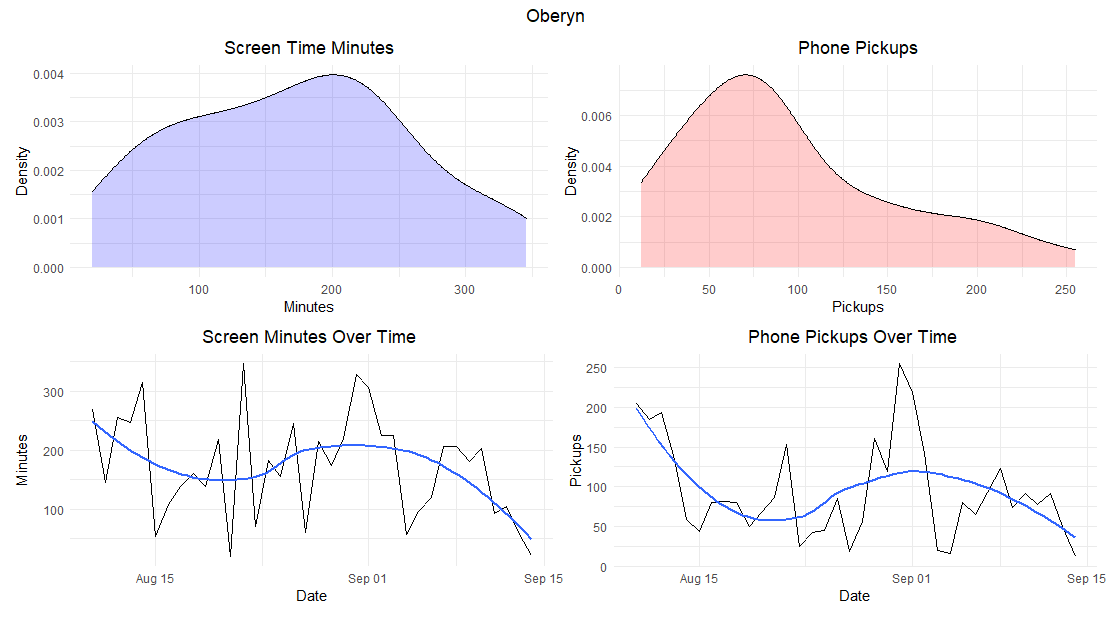 Oberyn
Screen Time Minutes
Density
0.004
0.003
0.002
0.001
0.000
100 200 300
Minutes
Phone Pickups
Density
0.006
0.004
0.002
0.000
0 50 100 150 200 250
Pickups
Screen Minutes Over Time
Minutes
300
200
100
Aug 15 Sep 01 Sep 15
Date
Phone Pickups Over Time
Pickups
250
200
150
100
50
0
Aug 15 Sep 01 Sep 15
Date